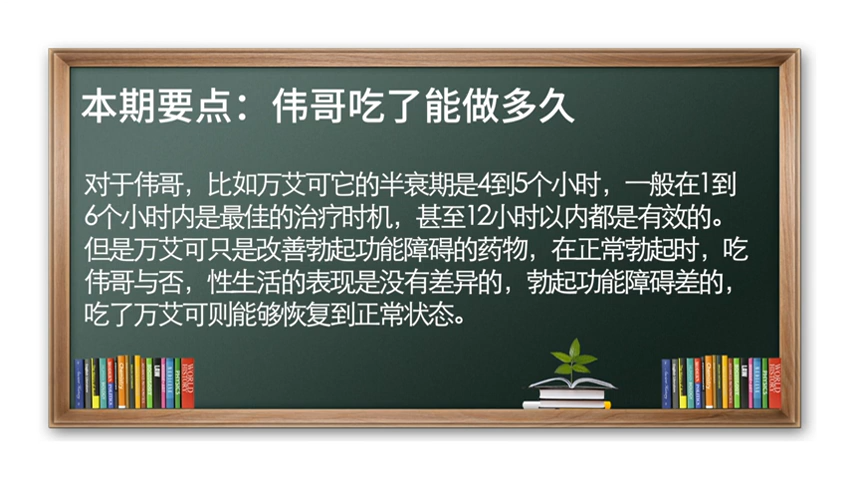 本期要点：伟哥吃了能做多久
对于伟哥，比如万艾可它的半衰期是4到5个小时，一般在1到
6个小时内是最佳的治疗时机，甚至12小时以内都是有效的。
但是万艾可只是改善勃起功能障碍的药物，在正常勃起时，吃
伟哥与否，性生活的表现是没有差异的，勃起功能障碍差的，
吃了万艾可则能够恢复到正常状态。
WORLD HISTORY
WORLD HISTORY